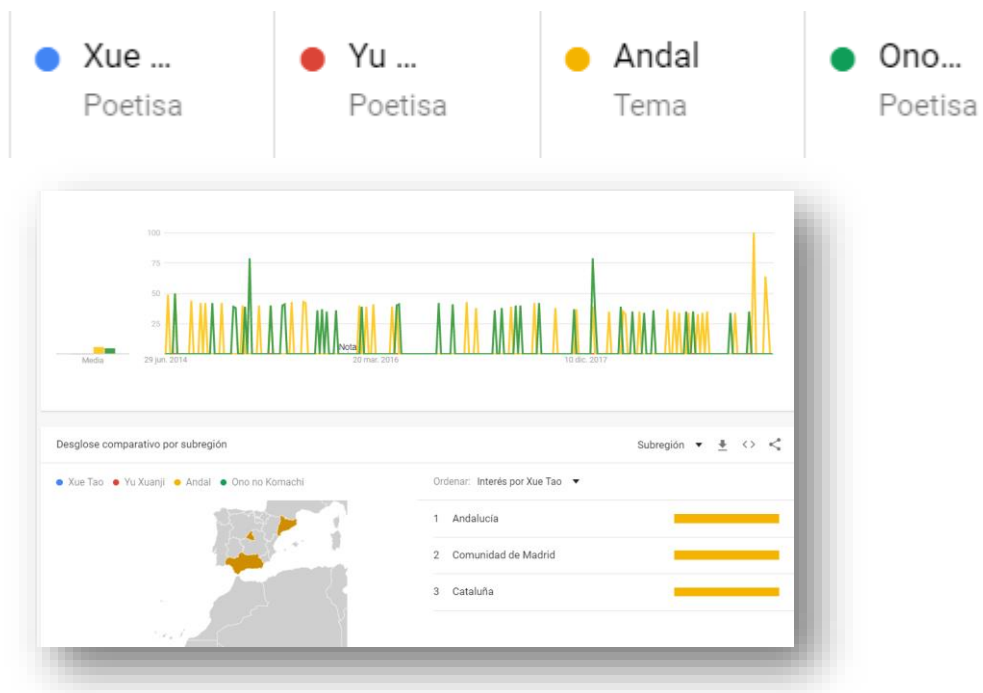 Xue ... Yu ... Andal Ono...
Poetisa Poetisa Tema Poetisa
100
75
50
25
Nota
Media 29 jun. 2014 20 mar. 2016 10 dic. 2017
Desglose comparativo por subregión Subregión
Xue Tao Yu Xuanji Andal Ono no Komachi Ordenar: Interés por Xue Tao
1 Andalucía
2 Comunidad de Madrid
3 Cataluña